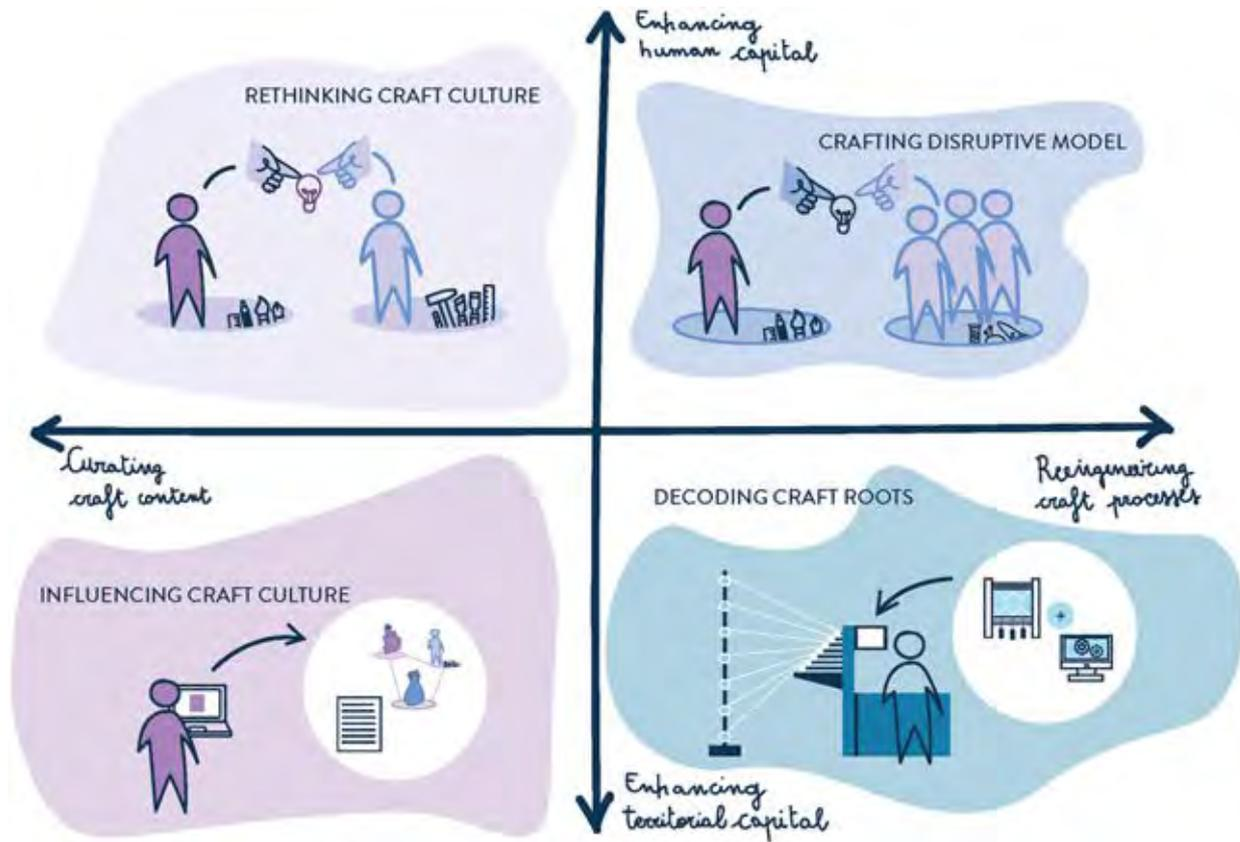 Enhancing
human capital
RETHINKING CRAFT CULTURE
CRAFTING DISRUPTIVE MODEL
Curating
craft content
Reengeneering
craft processes
DECODING CRAFT ROOTS
INFLUENCING CRAFT CULTURE
Enhancing
territorial capital